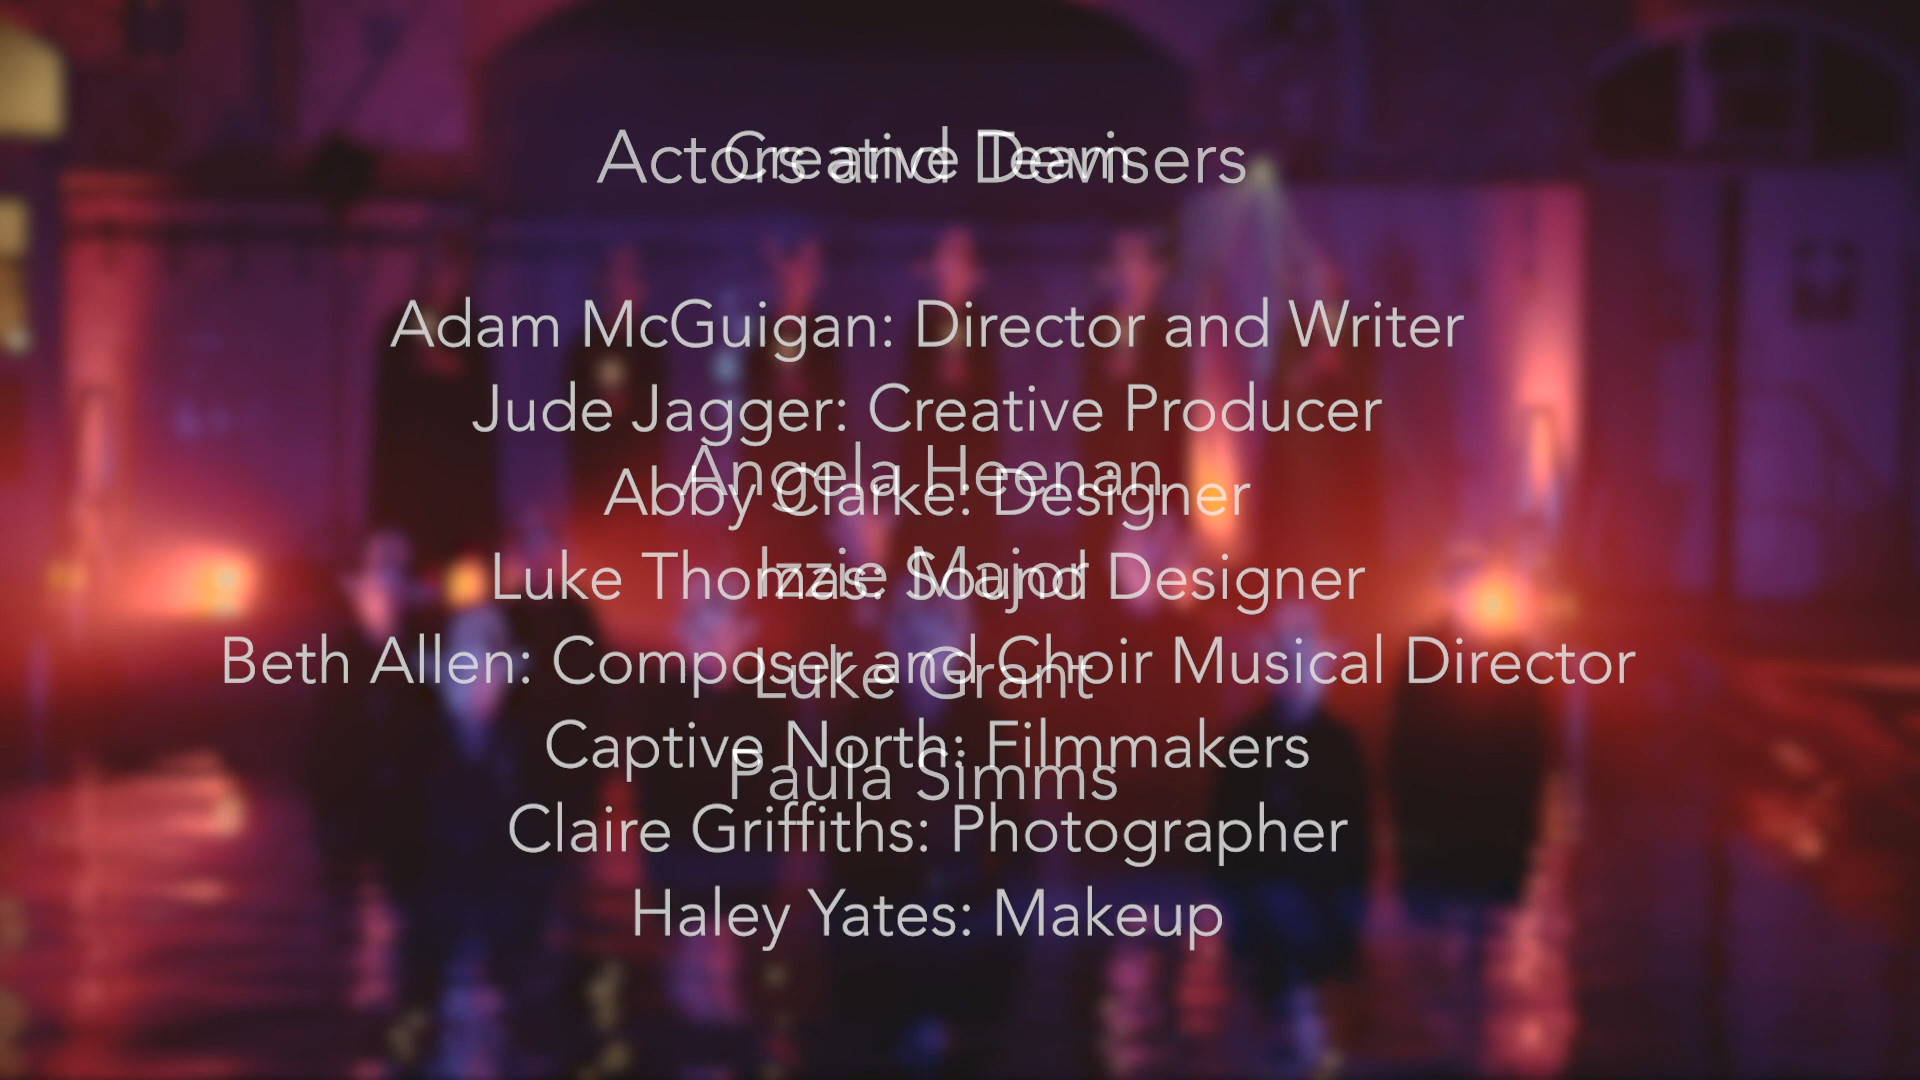 Actors and Devisers
Creative Team
Adam McGuigan: Director and Writer
Jude Jagger: Creative Producer
Angela Heenan
Abby Clarke: Designer
Izzie Major
Luke Thomas: Sound Designer
Beth Allen: Composer and Choir Musical Director
Luke Grant
Captive North: Filmmakers
Paula Simms
Claire Griffiths: Photographer
Haley Yates: Makeup